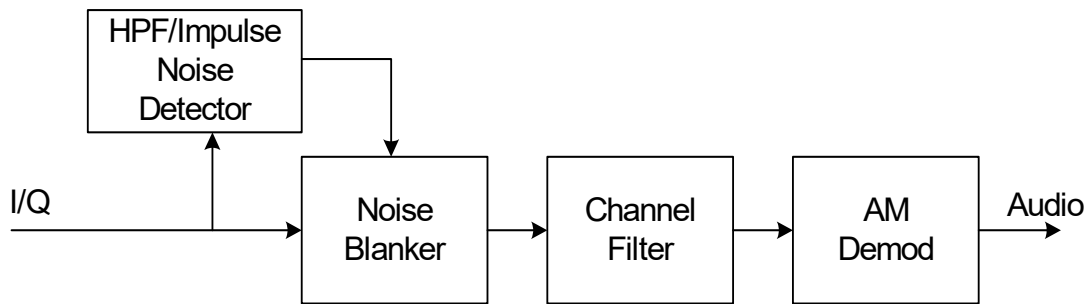 HPF/Impulse
Noise
Detector
I/Q
Noise
Blanker
Channel
Filter
AM
Demod
Audio